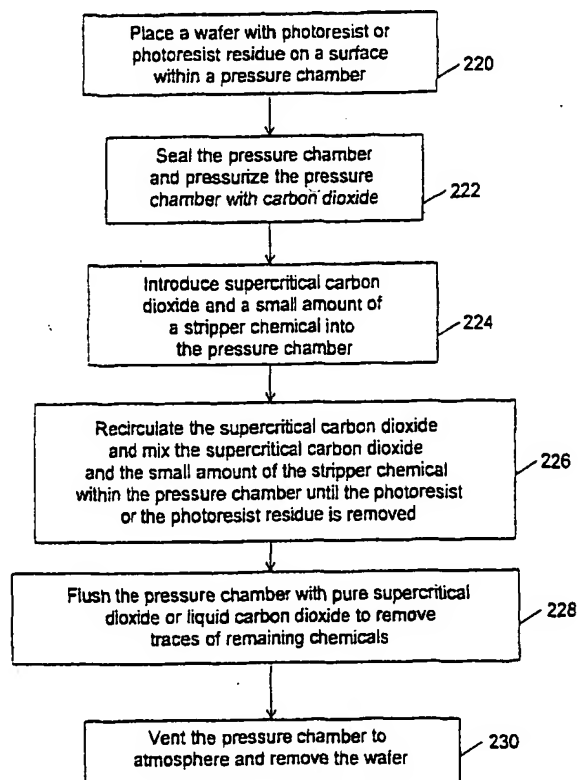 Place a wafer with photoresist or
photoresist residue on a surface
within a pressure chamber
220
Seal the pressure chamber
and pressurize the pressure
chamber with carbon dioxide
222
Introduce supercritical carbon
dioxide and a small amount of
a stripper chemical into
the pressure chamber
224
Recirculate the supercritical carbon dioxide
and mix the supercritical carbon dioxide
and the small amount of the stripper chemical
within the pressure chamber until the photoresist
or the photoresist residue is removed
226
Flush the pressure chamber with pure supercritical
dioxide or liquid carbon dioxide to remove
traces of remaining chemicals
228
Vent the pressure chamber to
atmosphere and remove the wafer
230